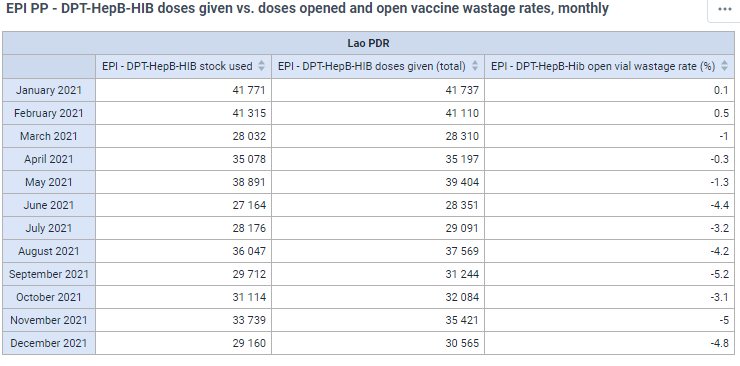 EPI PP - DPT-HepB-HIB doses given vs. doses opened and open vaccine wastage rates, monthly
Lao PDR
EPI - DPT-HepB-HIB stock used EPI - DPT-HepB-HIB doses given (total) EPI - DPT-HepB-Hib open vial wastage rate (%)
January 2021 41 771 41 737 0.1
February 2021 41 315 41 110 0.5
March 2021 28 032 28 310 -1
April 2021 35 078 35 197 -0.3
May 2021 38 891 39 404 -1.3
June 2021 27 164 28 351 -4.4
July 2021 28 176 29 091 -3.2
August 2021 36 047 37 569 -4.2
September 2021 29 712 31 244 -5.2
October 2021 31 114 32 084 -3.1
November 2021 33 739 35 421 -5
December 2021 29 160 30 565 -4.8